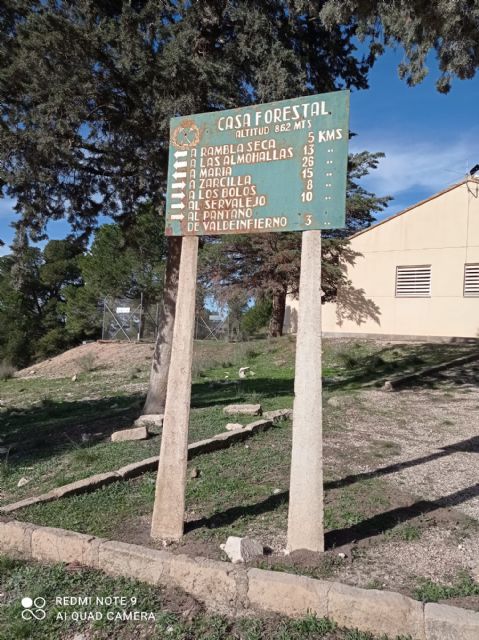 CASA FORESTAL
ALTITUD 862 MTS
A RAMBLA SECA 5 KMS
A LAS ALMOHALLAS 13 "
A MARIA 26 "
A ZARCILLA 15 "
A LOS BOLOS 8 "
AL SERVALEJO 10 "
AL PANTANO
DE VALDEINFIERNO 3 "
REDMI NOTE 9
AI QUAD CAMERA